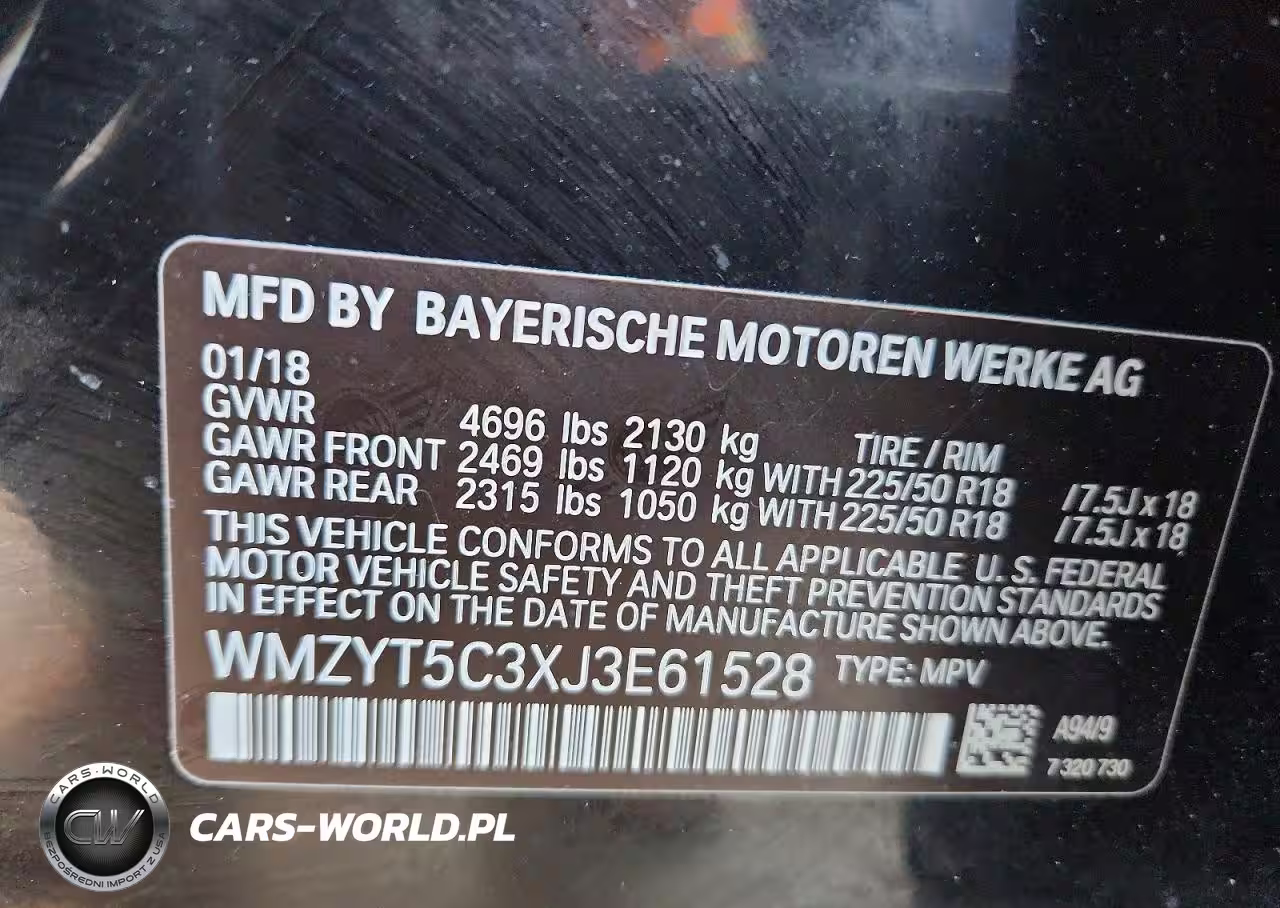 MFD BY BAYERISCHE MOTOREN WERKE AG
01/18
GVWR 4696 lbs 2130 kg TIRE / RIM
GAWR FRONT 2469 lbs 1120 kg WITH 225/50 R18 /7.5J x 18
GAWR REAR 2315 lbs 1050 kg WITH 225/50 R18 /7.5J x 18
THIS VEHICLE CONFORMS TO ALL APPLICABLE U. S. FEDERAL
MOTOR VEHICLE SAFETY AND THEFT PREVENTION STANDARDS
IN EFFECT ON THE DATE OF MANUFACTURE SHOWN ABOVE.
WMZYT5C3XJ3E61528 TYPE: MPV
A94/9
7 320 730
CARS-WORLD
CW
BEZPOŚREDNI IMPORT Z USA
CARS-WORLD.PL